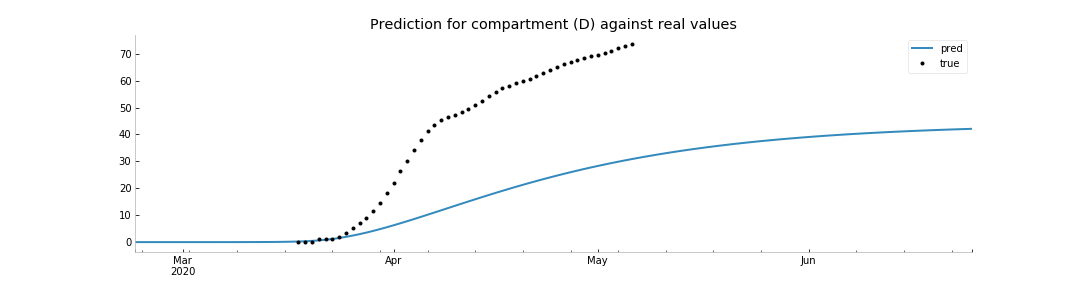 Prediction for compartment (D) against real values
pred
true
70
60
50
40
30
20
10
0
Mar
2020
Apr
May
Jun